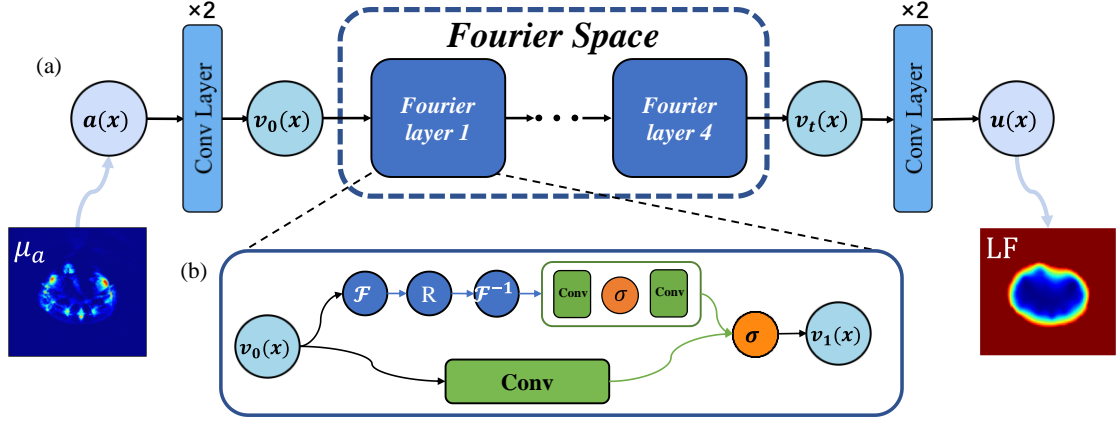 ×2
×2
Fourier Space
(a)
a(x)
Conv Layer
v₀(x)
Fourier
layer 1
• • •
Fourier
layer 4
vₜ(x)
Conv Layer
u(x)
μₐ
LF
(b)
v₀(x)
ℱ
R
ℱ⁻¹
Conv
σ
Conv
σ
v₁(x)
Conv